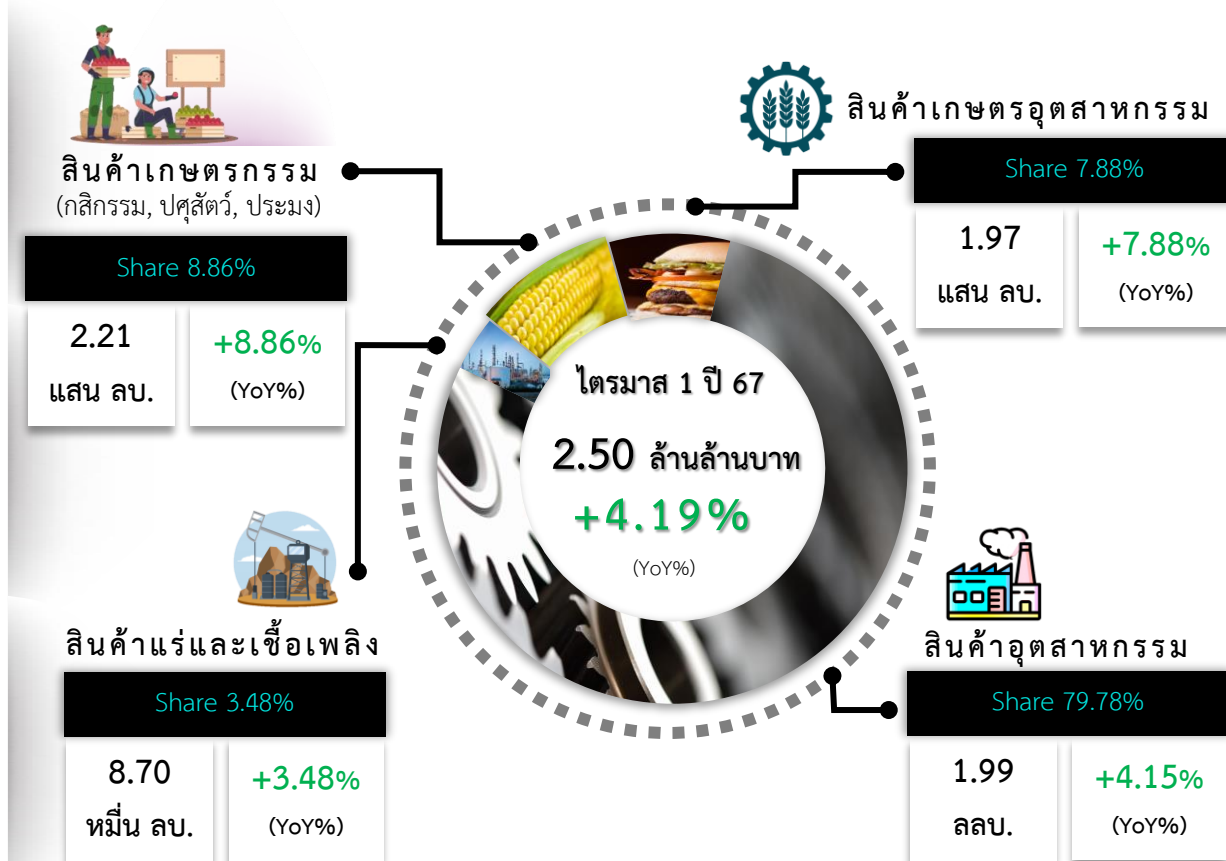 สินค้าเกษตรกรรม
(กสิกรรม, ปศุสัตว์, ประมง)
Share 8.86%
2.21
แสน ลบ.
+8.86%
(YoY%)
สินค้าเกษตรอุตสาหกรรม
Share 7.88%
1.97
แสน ลบ.
+7.88%
(YoY%)
ไตรมาส 1 ปี 67
2.50 ล้านล้านบาท
+4.19%
(YoY%)
สินค้าแร่และเชื้อเพลิง
Share 3.48%
8.70
หมื่น ลบ.
+3.48%
(YoY%)
สินค้าอุตสาหกรรม
Share 79.78%
1.99
ลลบ.
+4.15%
(YoY%)